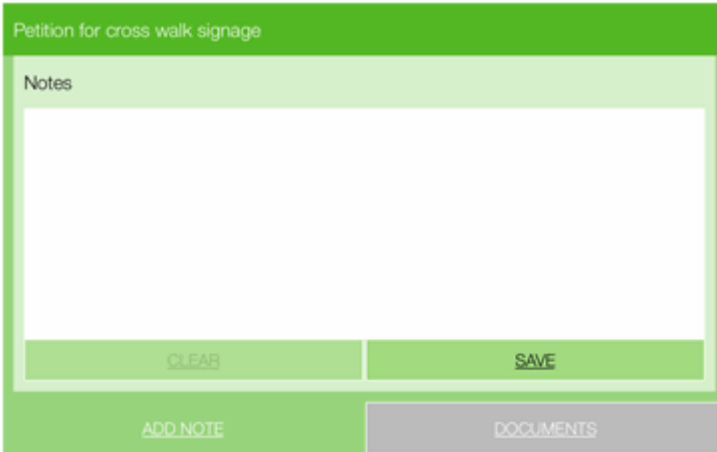 Petition for cross walk signage
Notes
CLEAR
SAVE
ADD NOTE
DOCUMENTS